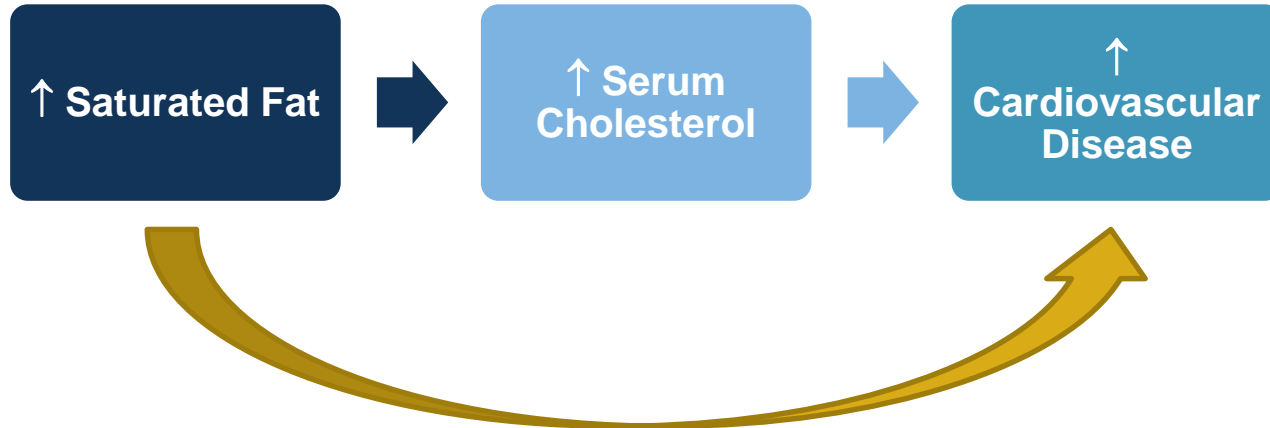 ↑ Saturated Fat
↑ Serum
Cholesterol
↑
Cardiovascular
Disease